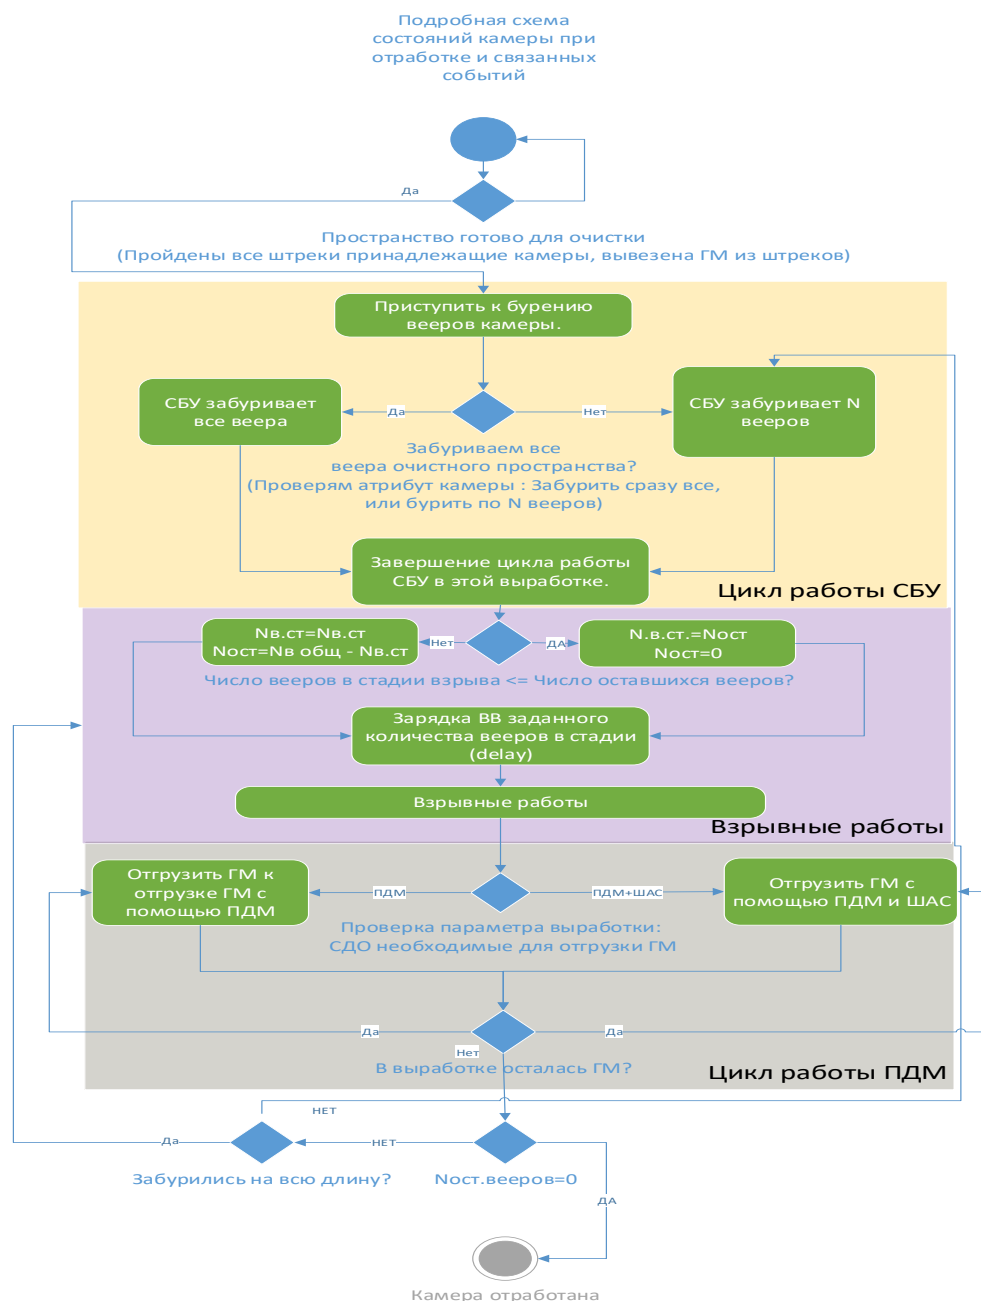 Подробная схема
состояний камеры при
отработке и связанных
событий
Да
Пространство готово для очистки
(Пройдены все штреки принадлежащие камеры, вывезена ГМ из штреков)
Приступить к бурению
вееров камеры.
СБУ забуривает
все веера
Да
Нет
СБУ забуривает N
вееров
Забуриваем все
веера очистного пространства?
(Проверям атрибут камеры : Забурить сразу все,
или бурить по N вееров)
Завершение цикла работы
СБУ в этой выработке.
Цикл работы СБУ
Nв.ст=Nв.ст
Nост=Nв общ - Nв.ст
Нет
ДА
N.в.ст.=Nост
Nост=0
Число вееров в стадии взрыва <= Число оставшихся вееров?
Зарядка ВВ заданного
количества вееров в стадии
(delay)
Взрывные работы
Взрывные работы
Отгрузить ГМ к
отгрузке ГМ с
помощью ПДМ
ПДМ
ПДМ+ШАС
Отгрузить ГМ с
помощью ПДМ и ШАС
Проверка параметра выработки:
СДО необходимые для отгрузки ГМ
Да
Да
Нет
В выработке осталась ГМ?
Цикл работы ПДМ
НЕТ
Да
НЕТ
Забурились на всю длину?
Nост.вееров=0
ДА
Камера отработана